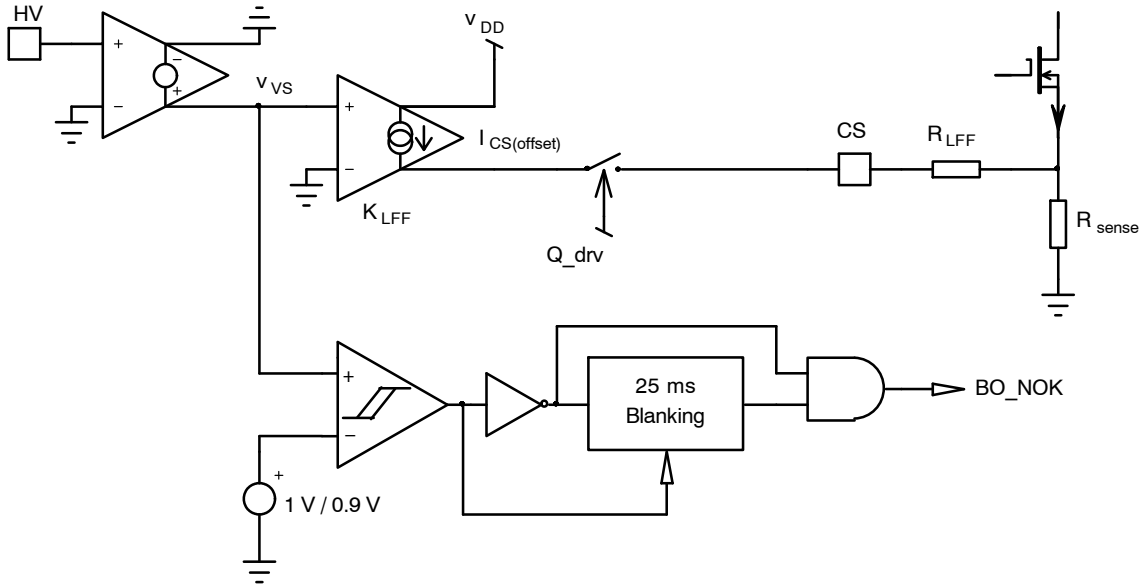 HV
v DD
v VS
+
−
−
+
+
−
I CS(offset)
K LFF
Q_drv
CS
R LFF
R sense
+
−
25 ms
Blanking
BO_NOK
+
1 V / 0.9 V